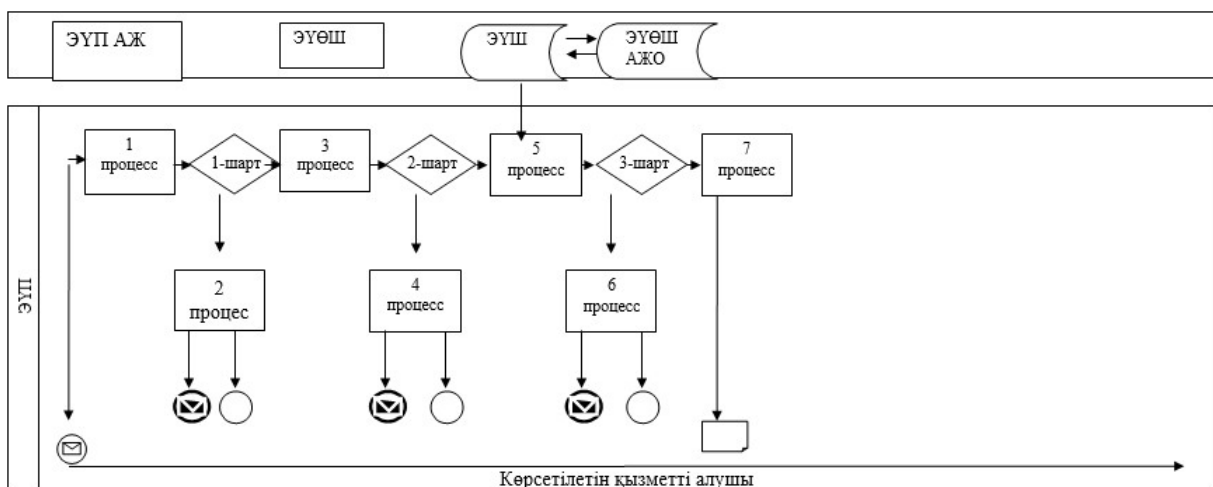 ЭҮП АЖ
ЭҮӨШ
ЭҮШ
ЭҮӨШ
АЖО
1
процесс
1-шарт
3
процесс
2-шарт
5
процесс
3-шарт
7
процесс
2
процес
4
процесс
6
процесс
ЭҮП
Көрсетілетін қызметті алушы